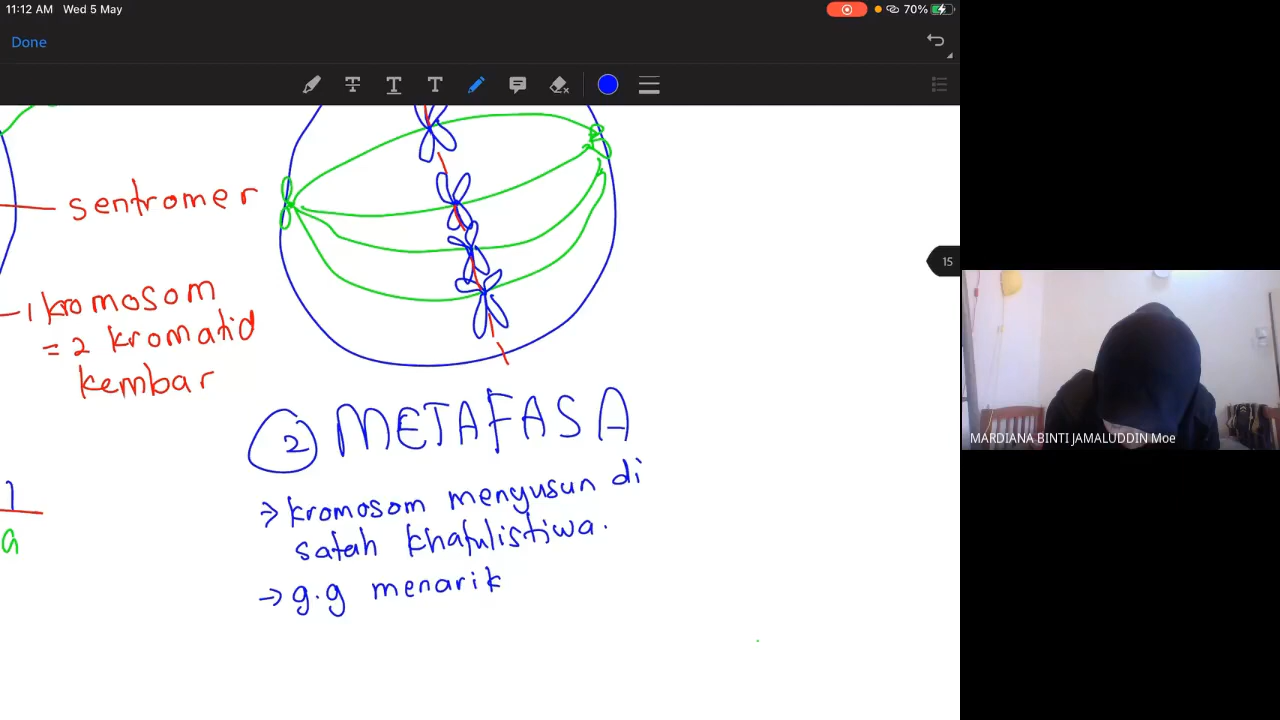 11:12 AM Wed 5 May
70%
Done
T T T
15
sentromer
1 kromosom
= 2 kromatid
kembar
2 METAFASA
→ kromosom menyusun di
satah khatulistiwa.
→ g.g menarik
a
MARDIANA BINTI JAMALUDDIN Moe